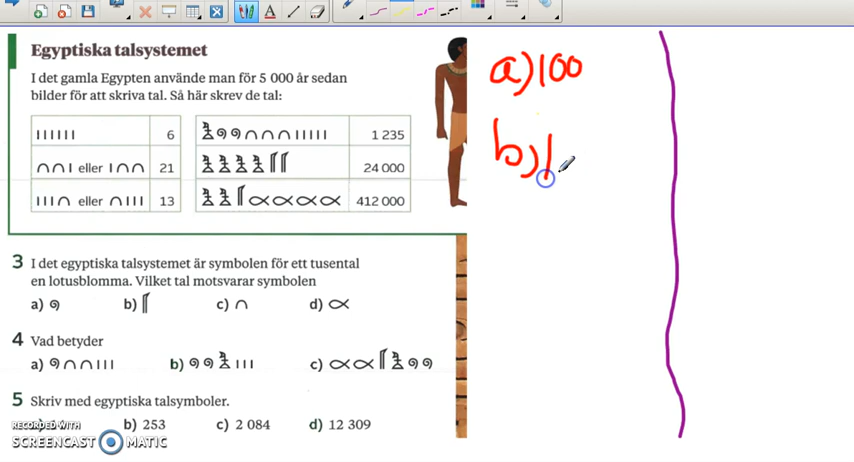 Egyptiska talsystemet
I det gamla Egypten använde man för 5 000 år sedan
bilder för att skriva tal. Så här skrev de tal:
6
1 235
eller
21
24 000
eller
13
412 000
3 I det egyptiska talsystemet är symbolen för ett tusental
en lotusblomma. Vilket tal motsvarar symbolen
a) b) c) d)
4 Vad betyder
a) b) c)
5 Skriv med egyptiska talsymboler.
b) 253 c) 2 084 d) 12 309
RECORDED WITH
SCREENCAST MATIC
a) 100
b) 1